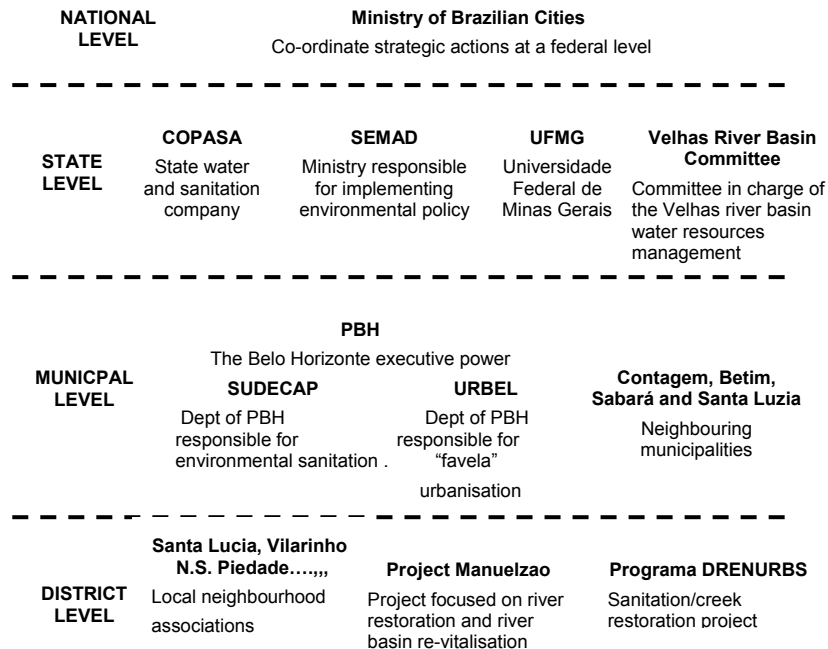 NATIONAL
LEVEL
Ministry of Brazilian Cities
Co-ordinate strategic actions at a federal level
STATE
LEVEL
COPASA
State water
and sanitation
company
SEMAD
Ministry responsible
for implementing
environmental policy
UFMG
Universidade
Federal de
Minas Gerais
Velhas River Basin
Committee
Committee in charge of
the Velhas river basin
water resources
management
MUNICPAL
LEVEL
PBH
The Belo Horizonte executive power
SUDECAP
Dept of PBH
responsible for
environmental sanitation .
URBEL
Dept of PBH
responsible for
“favela”
urbanisation
Contagem, Betim,
Sabará and Santa Luzia
Neighbouring
municipalities
DISTRICT
LEVEL
Santa Lucia, Vilarinho
N.S. Piedade….,,,
Local neighbourhood
associations
Project Manuelzao
Project focused on river
restoration and river
basin re-vitalisation
Programa DRENURBS
Sanitation/creek
restoration project